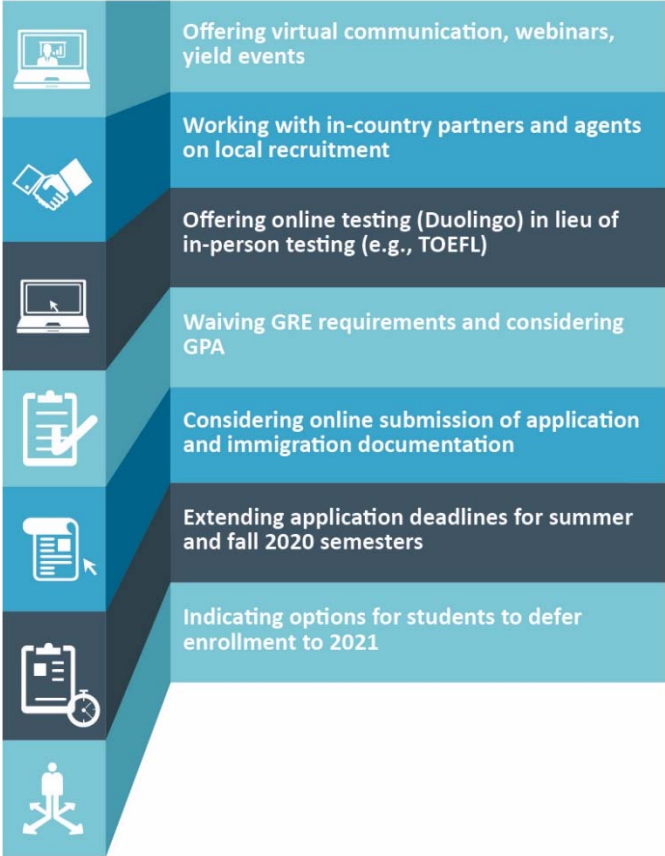 Offering virtual communication, webinars,
yield events
Working with in-country partners and agents
on local recruitment
Offering online testing (Duolingo) in lieu of
in-person testing (e.g., TOEFL)
Waiving GRE requirements and considering
GPA
Considering online submission of application
and immigration documentation
Extending application deadlines for summer
and fall 2020 semesters
Indicating options for students to defer
enrollment to 2021